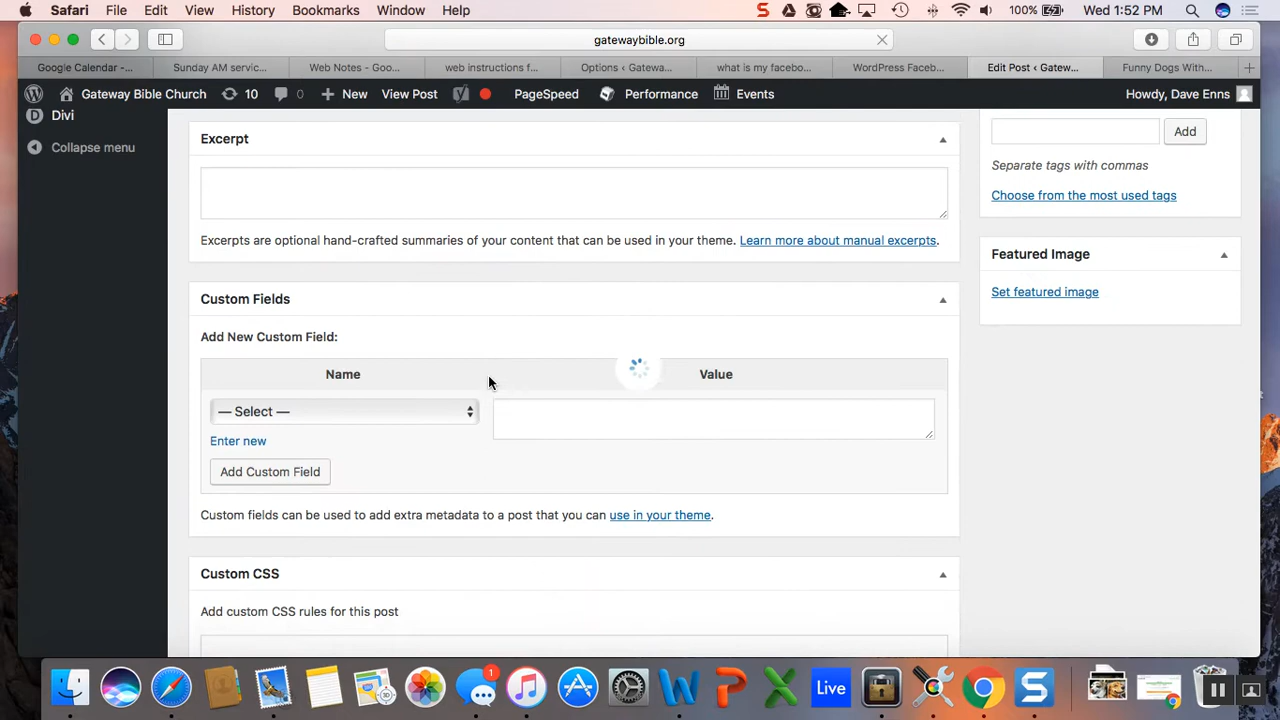 Safari File Edit View History Bookmarks Window Help 100% Wed 1:52 PM
gatewaybible.org
Google Calendar -... Sunday AM servic... Web Notes - Goo... web instructions f... Options ‹ Gatewa... what is my facebo... WordPress Faceb... Edit Post ‹ Gatew... Funny Dogs With...
Gateway Bible Church 10 0 New View Post PageSpeed Performance Events Howdy, Dave Enns
Divi
Collapse menu
Excerpt
Excerpts are optional hand-crafted summaries of your content that can be used in your theme. Learn more about manual excerpts.
Custom Fields
Add New Custom Field:
Name Value
— Select —
Enter new
Add Custom Field
Custom fields can be used to add extra metadata to a post that you can use in your theme.
Custom CSS
Add custom CSS rules for this post
Add
Separate tags with commas
Choose from the most used tags
Featured Image
Set featured image
1
Live